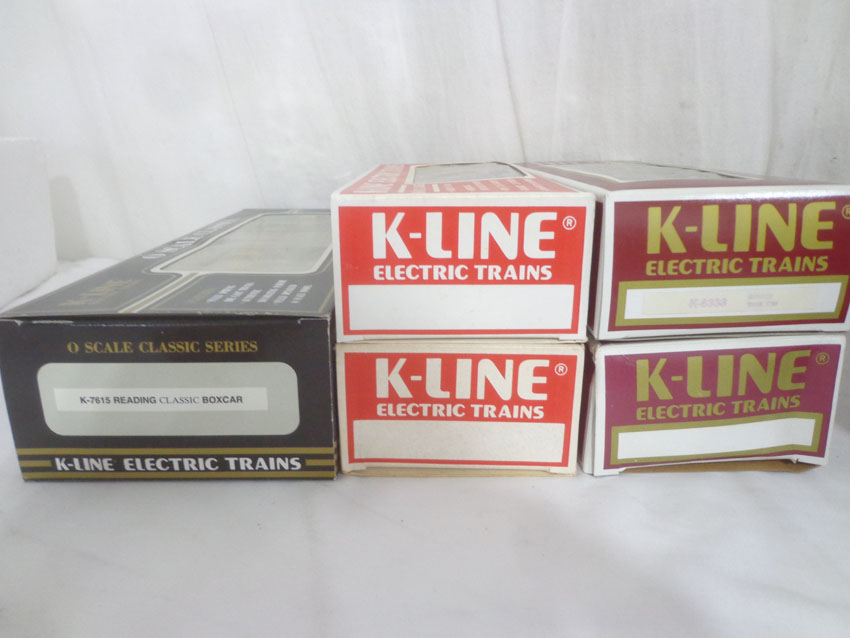 O SCALE CLASSIC SERIES
K-7615 READING CLASSIC BOXCAR
K-LINE ELECTRIC TRAINS
K-LINE®
ELECTRIC TRAINS
K-LINE®
ELECTRIC TRAINS
K-LINE®
ELECTRIC TRAINS
K-LINE®
ELECTRIC TRAINS